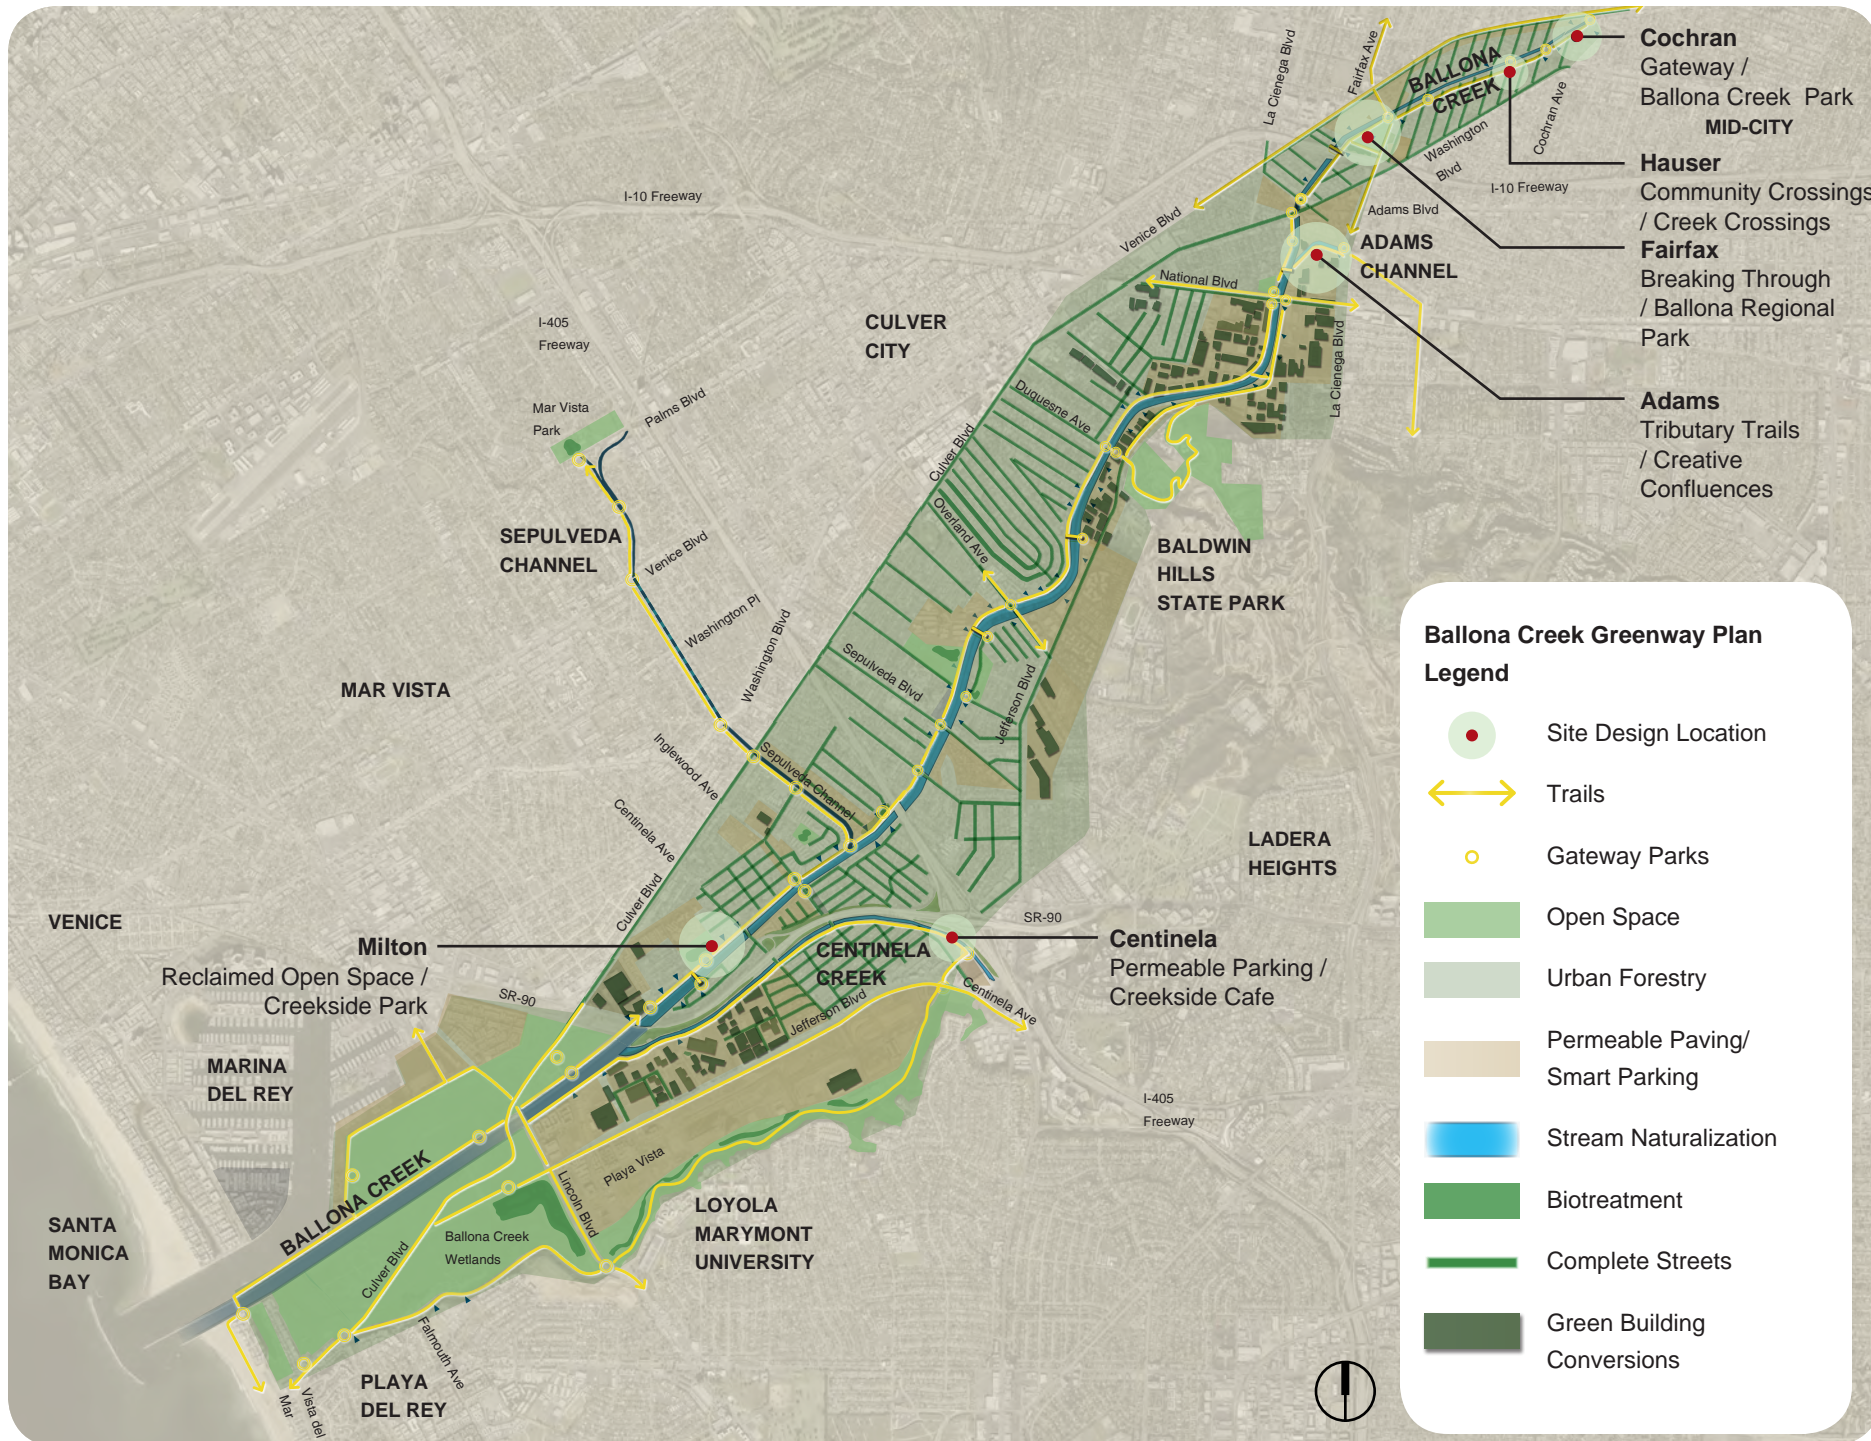 Cochran
Gateway /
Ballona Creek Park
MID-CITY
Hauser
Community Crossings
/ Creek Crossings
Fairfax
Breaking Through
/ Ballona Regional
Park
Adams
Tributary Trails
/ Creative
Confluences
La Cienega Blvd
Fairfax Ave
BALLONA
CREEK
Cochran Ave
Washington
Blvd
I-10 Freeway
I-10 Freeway
Adams Blvd
Venice Blvd
ADAMS
CHANNEL
National Blvd
La Cienega Blvd
CULVER
CITY
I-405
Freeway
Mar Vista
Park
Palms Blvd
Duquesne Ave
Culver Blvd
Overland Ave
SEPULVEDA
CHANNEL
Venice Blvd
Washington Pl
Washington Blvd
BALDWIN
HILLS
STATE PARK
MAR VISTA
Sepulveda Blvd
Jefferson Blvd
Inglewood Ave
Sepulveda Channel
Centinela Ave
Culver Blvd
LADERA
HEIGHTS
VENICE
SR-90
Milton
Reclaimed Open Space /
Creekside Park
CENTINELA
CREEK
Centinela
Permeable Parking /
Creekside Cafe
SR-90
Jefferson Blvd
Centinela Ave
MARINA
DEL REY
I-405
Freeway
BALLONA CREEK
Playa Vista
Lincoln Blvd
LOYOLA
MARYMONT
UNIVERSITY
SANTA
MONICA
BAY
Ballona Creek
Wetlands
Culver Blvd
Falmouth Ave
PLAYA
DEL REY
Vista del
Mar
Ballona Creek Greenway Plan
Legend
Site Design Location
Trails
Gateway Parks
Open Space
Urban Forestry
Permeable Paving/
Smart Parking
Stream Naturalization
Biotreatment
Complete Streets
Green Building
Conversions